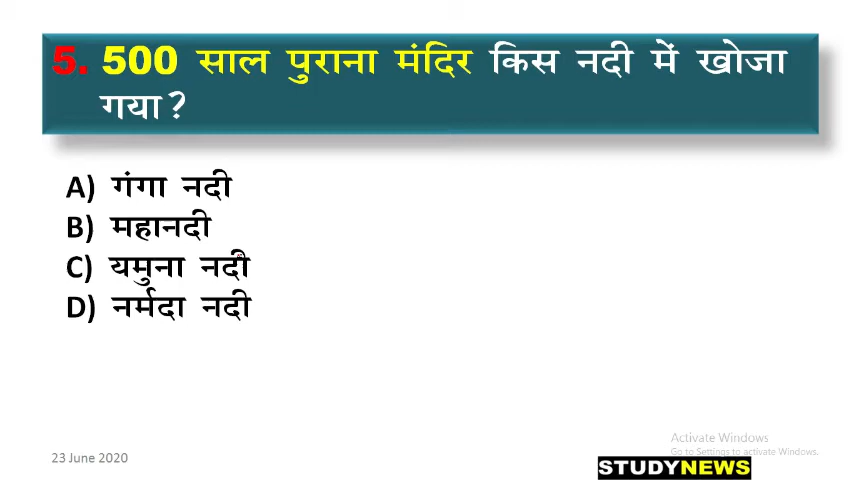 5. 500 साल पुराना मंदिर किस नदी में खोजा
गया?
A) गंगा नदी
B) महानदी
C) यमुना नदी
D) नर्मदा नदी
Activate Windows
Go to Settings to activate Windows.
23 June 2020
STUDYNEWS